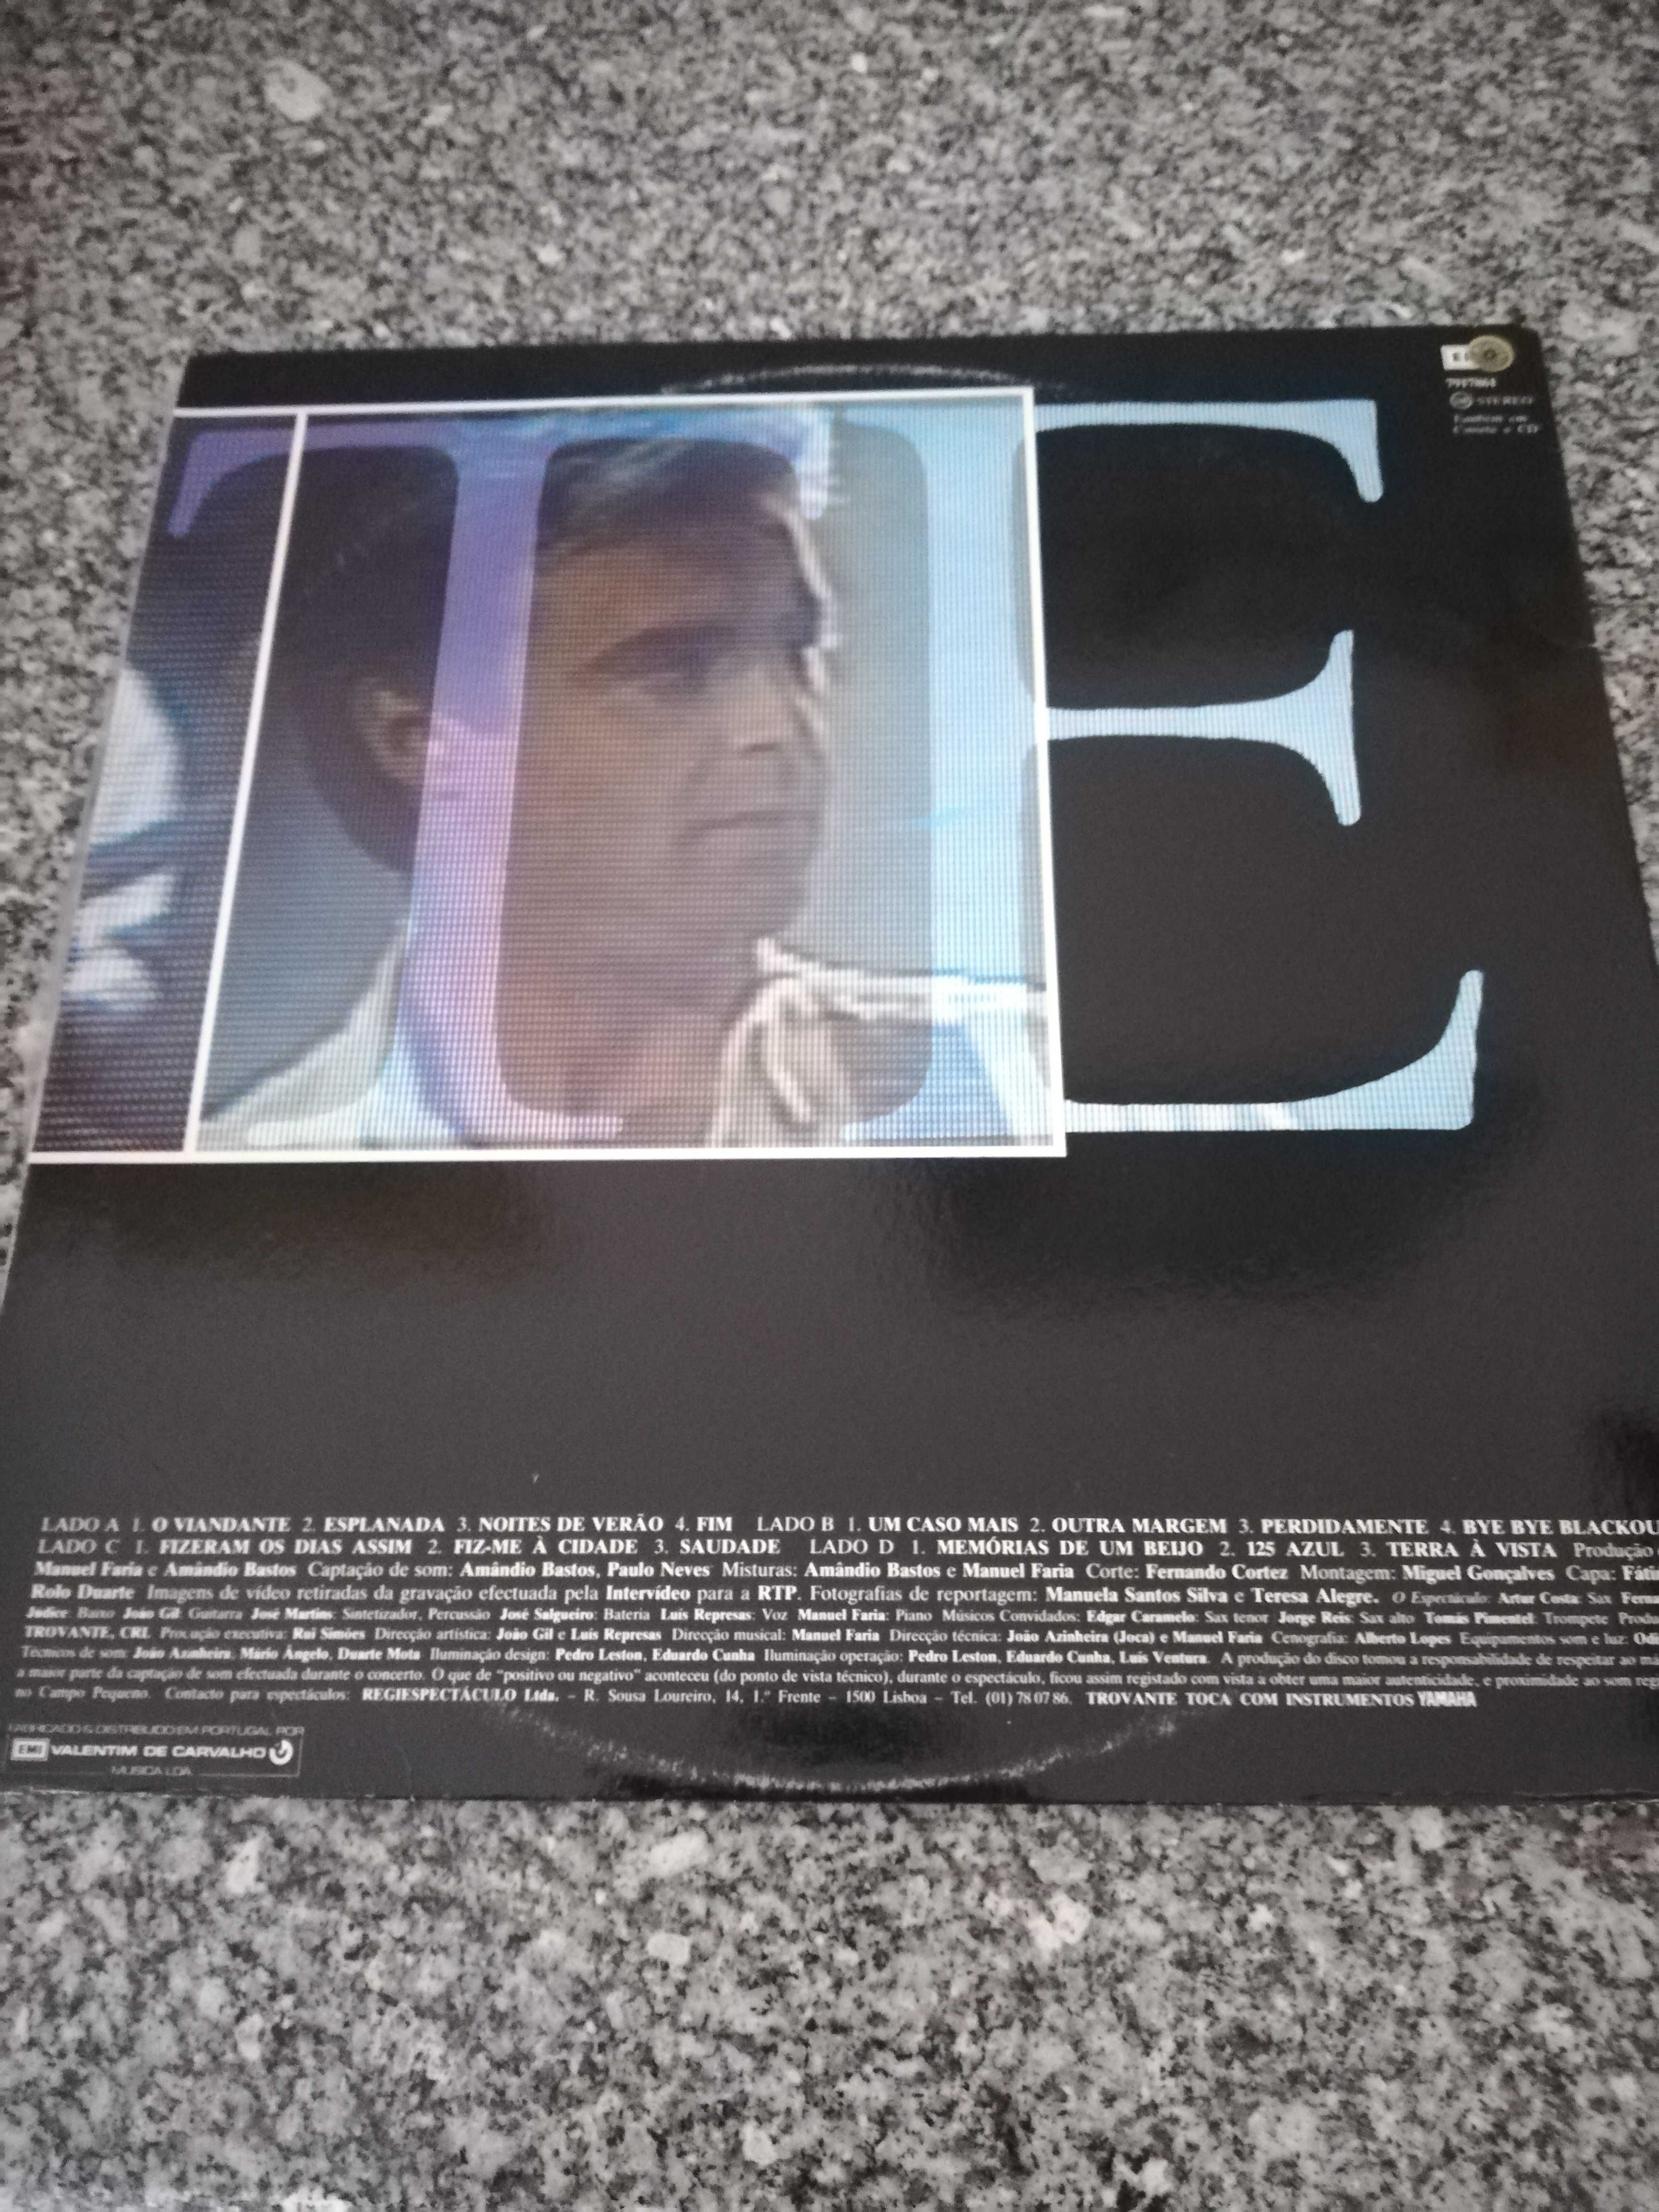 TE
EMI
STEREO
Também em
Cassete e CD
LADO A 1. O VIANDANTE 2. ESPLANADA 3. NOITES DE VERÃO 4. FIM LADO B 1. UM CASO MAIS 2. OUTRA MARGEM 3. PERDIDAMENTE 4. BYE BYE BLACKOU
LADO C 1. FIZERAM OS DIAS ASSIM 2. FIZ-ME À CIDADE 3. SAUDADE LADO D 1. MEMÓRIAS DE UM BEIJO 2. 125 AZUL 3. TERRA À VISTA Produção
Manuel Faria e Amândio Bastos Captação de som: Amândio Bastos, Paulo Neves Misturas: Amândio Bastos e Manuel Faria Corte: Fernando Cortez Montagem: Miguel Gonçalves Capa: Fáti
Rolo Duarte Imagens de vídeo retiradas da gravação efectuada pela Intervídeo para a RTP. Fotografias de reportagem: Manuela Santos Silva e Teresa Alegre. O Espectáculo: Artur Costa: Sax Ferna
Júdice: Baixo João Gil: Guitarra José Martins: Sintetizador, Percussão José Salgueiro: Bateria Luís Represas: Voz Manuel Faria: Piano Músicos Convidados: Edgar Caramelo: Sax tenor Jorge Reis: Sax alto Tomás Pimentel: Trompete Produ
TROVANTE, CRL Produção executiva: Rui Simões Direcção artística: João Gil e Luís Represas Direcção musical: Manuel Faria Direcção técnica: João Azinheira (Joca) e Manuel Faria Cenografia: Alberto Lopes Equipamentos som e luz: Odi
Técnicos de som: João Azinheira, Mário Ângelo, Duarte Mota Iluminação design: Pedro Leston, Eduardo Cunha Iluminação operação: Pedro Leston, Eduardo Cunha, Luís Ventura. A produção do disco tomou a responsabilidade de respeitar ao má
a maior parte da captação de som efectuada durante o concerto. O que de "positivo ou negativo" aconteceu (do ponto de vista técnico), durante o espectáculo, ficou assim registado com vista a obter uma maior autenticidade, e proximidade ao som regi
no Campo Pequeno. Contacto para espectáculos: REGIESPECTÁCULO Ltda. – R. Sousa Loureiro, 14, 1.º Frente – 1500 Lisboa – Tel. (01) 78 07 86. TROVANTE TOCA COM INSTRUMENTOS YAMAHA
FABRICADO & DISTRIBUIDO EM PORTUGAL POR
EMI VALENTIM DE CARVALHO
MUSICA LDA.